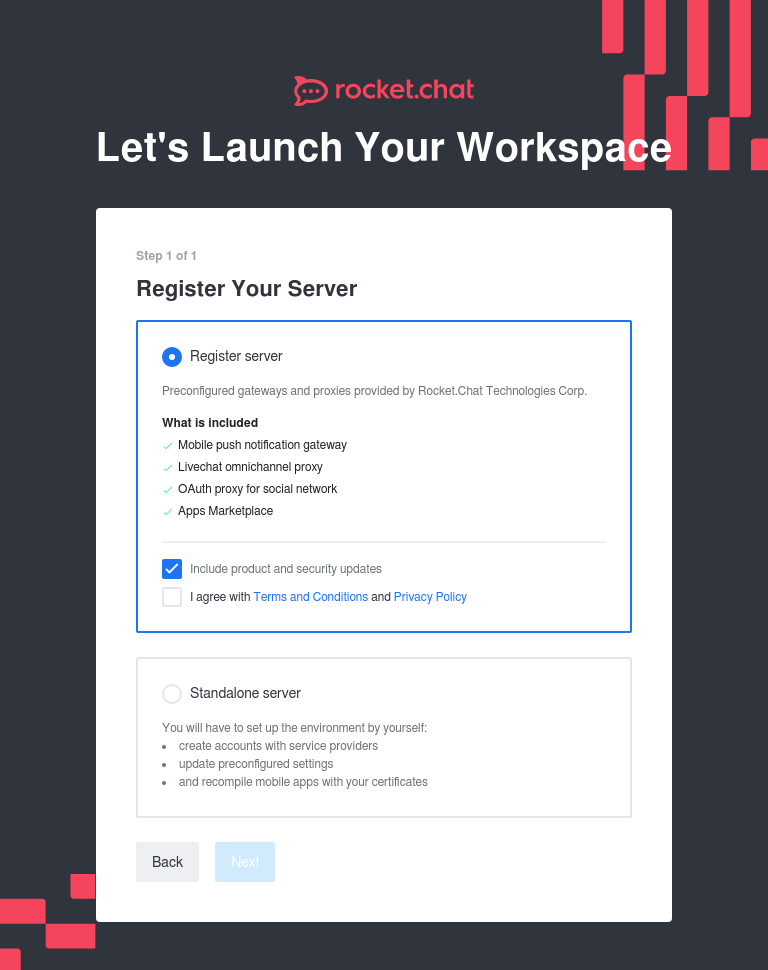 rocket.chat
Let's Launch Your Workspace
Step 1 of 1
Register Your Server
Register server
Preconfigured gateways and proxies provided by Rocket.Chat Technologies Corp.
What is included
Mobile push notification gateway
Livechat omnichannel proxy
OAuth proxy for social network
Apps Marketplace
Include product and security updates
I agree with Terms and Conditions and Privacy Policy
Standalone server
You will have to set up the environment by yourself:
create accounts with service providers
update preconfigured settings
and recompile mobile apps with your certificates
Back Next